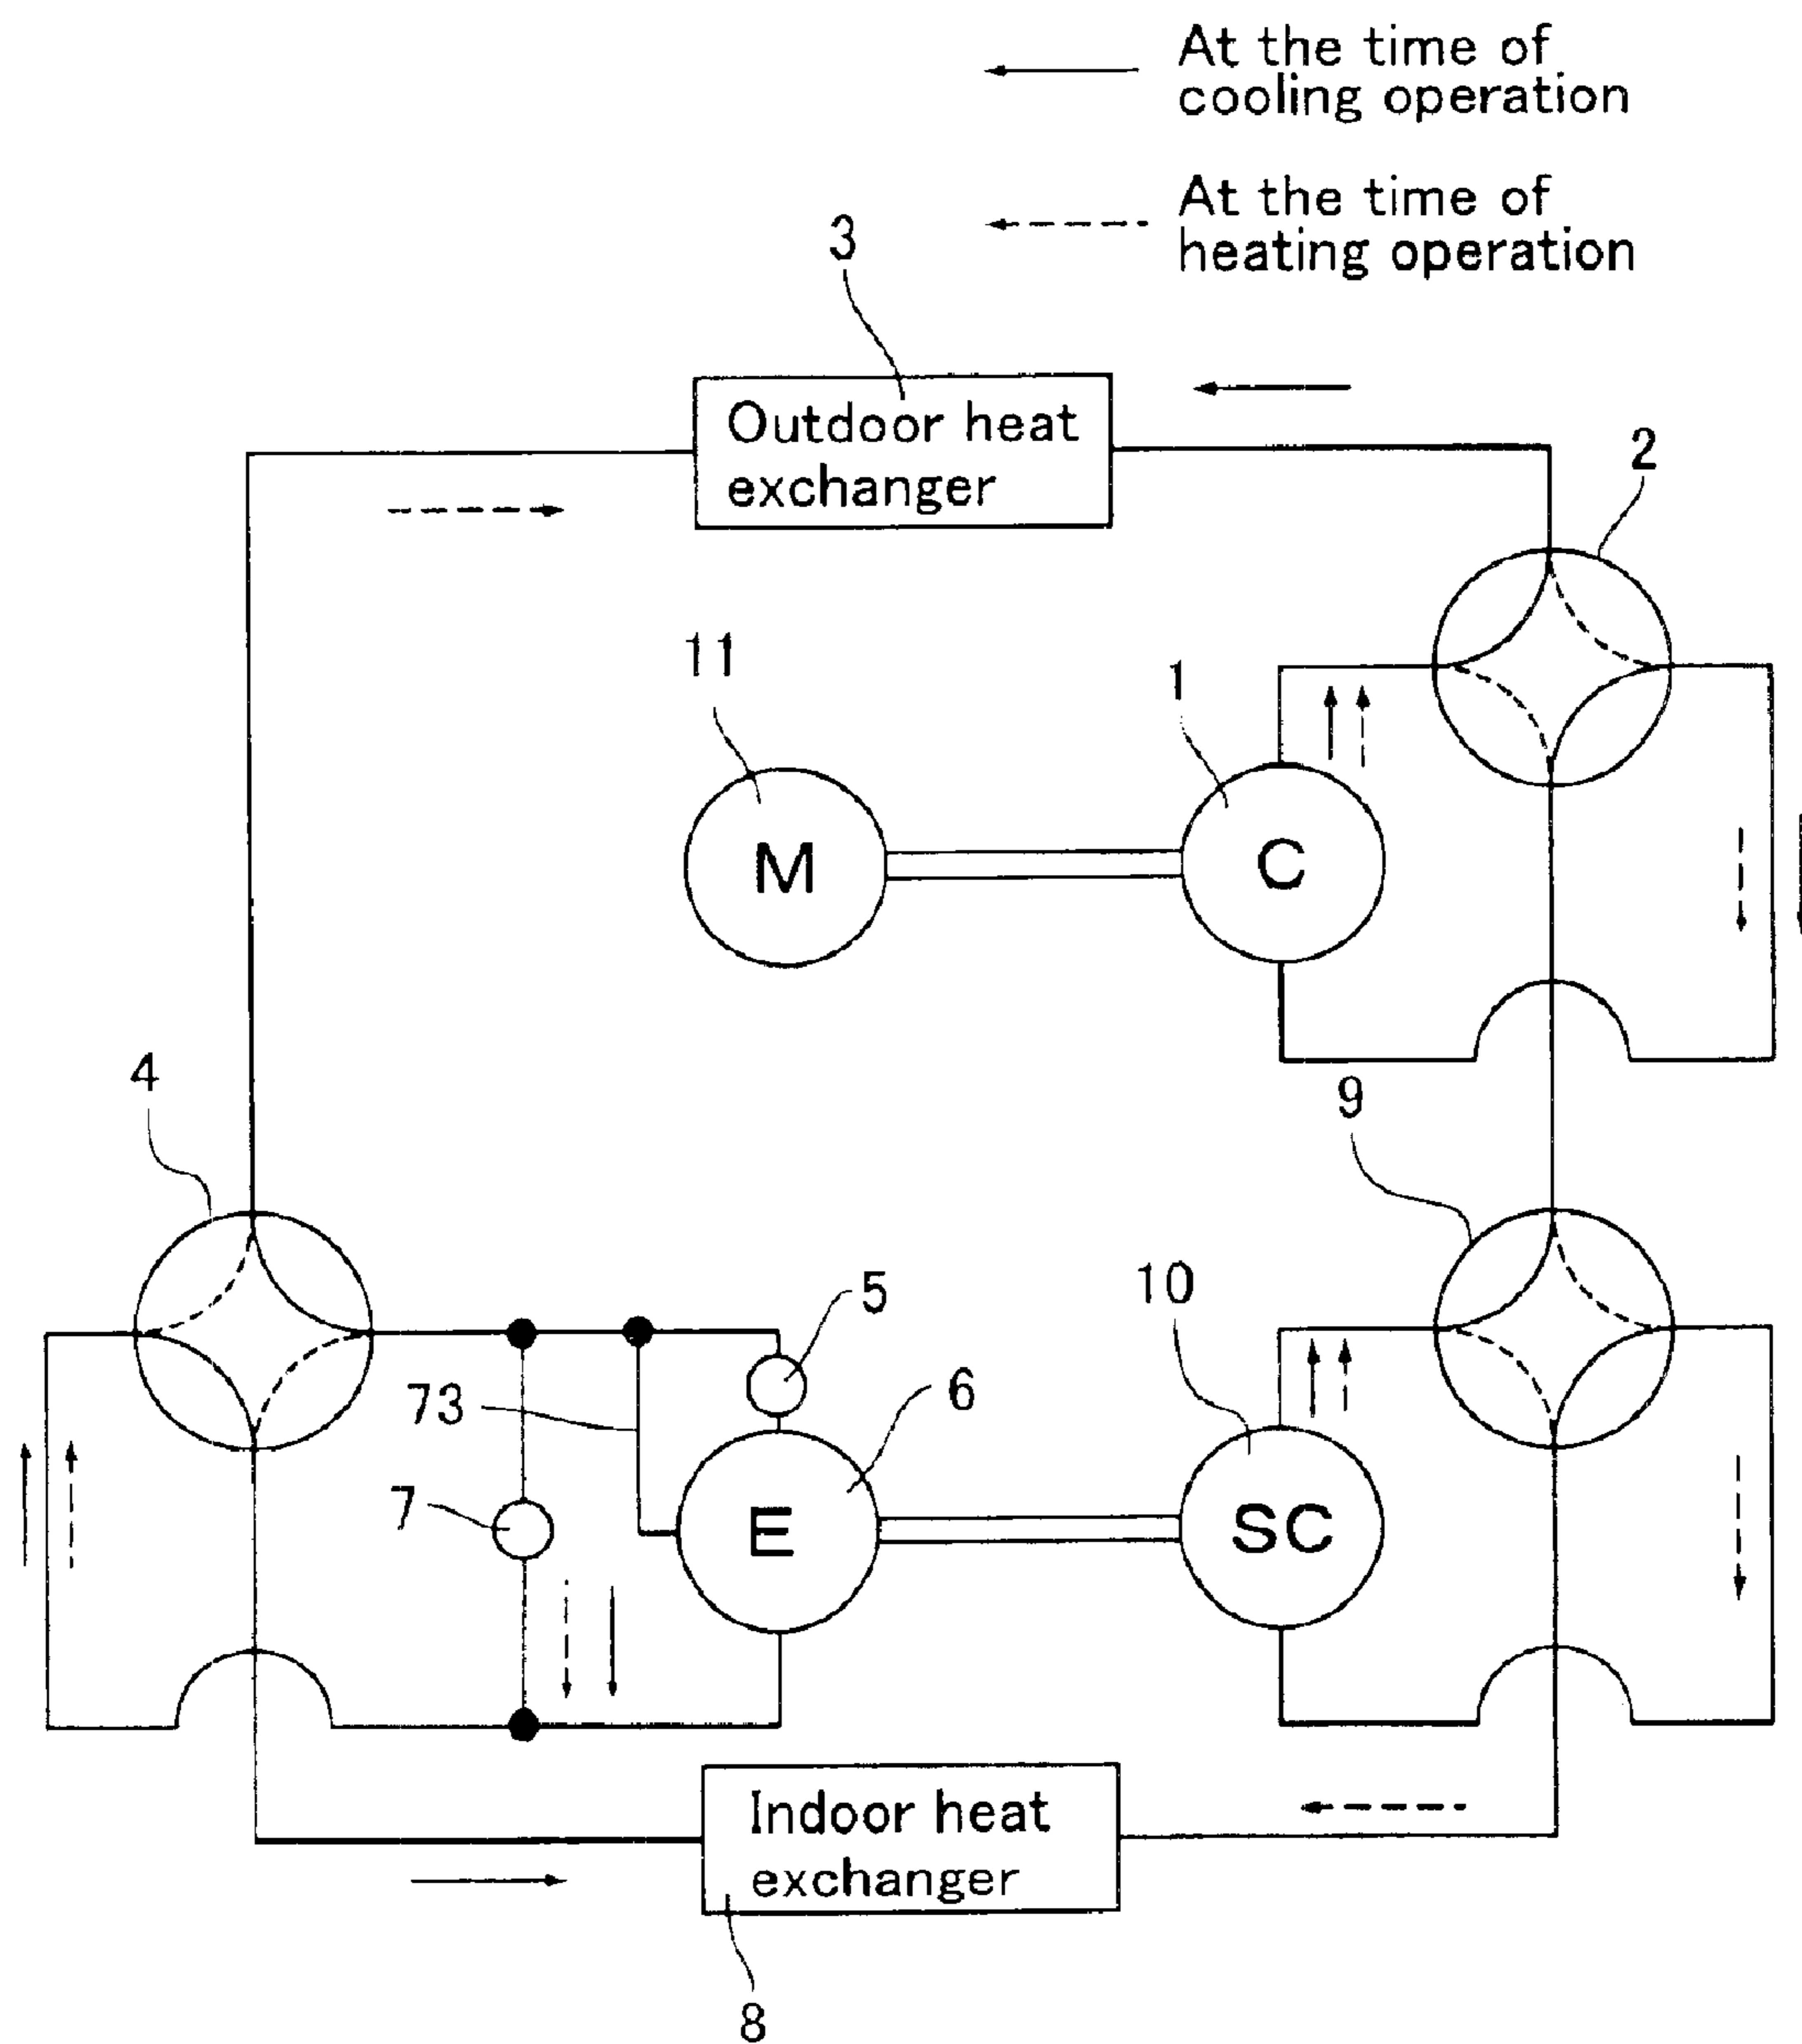 At the time of
cooling operation
At the time of
heating operation
3
Outdoor heat
exchanger
2
11
1
M
C
4
9
5
10
6
73
7
E
SC
Indoor heat
exchanger
8